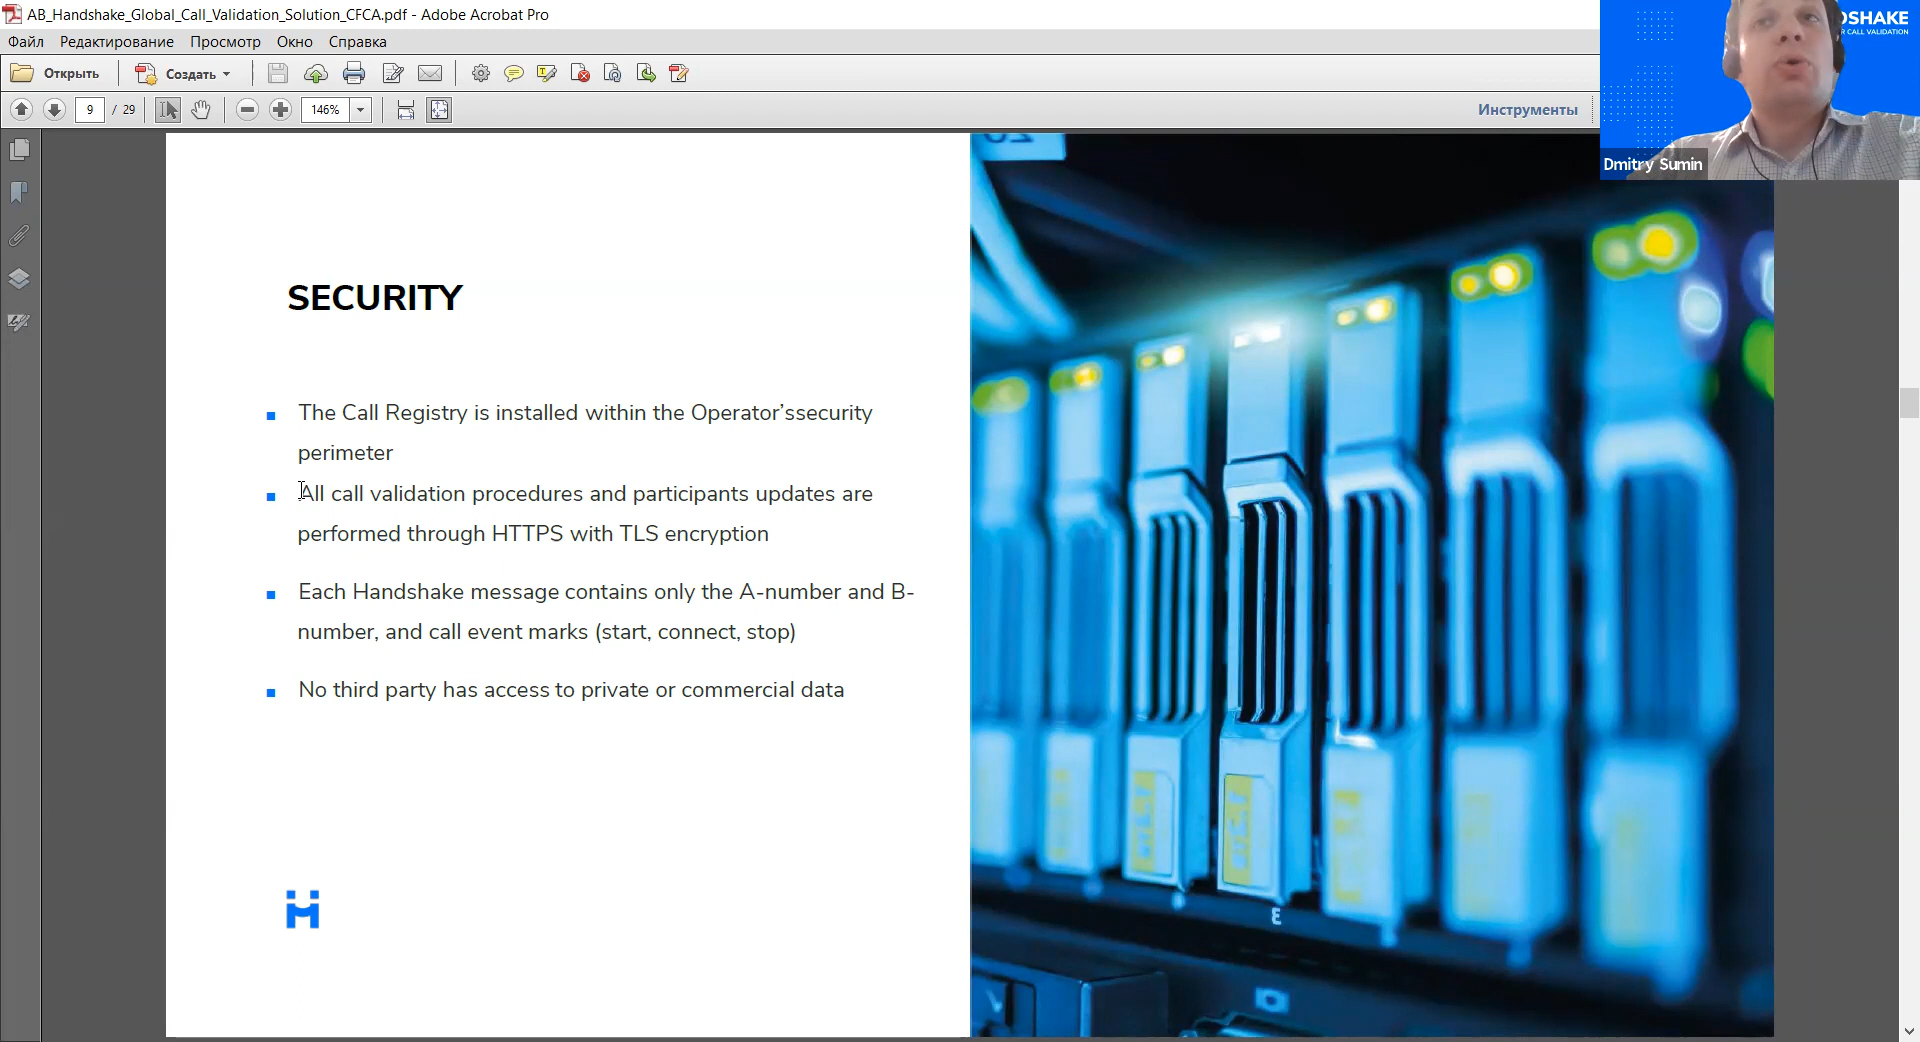 AB_Handshake_Global_Call_Validation_Solution_CFCA.pdf - Adobe Acrobat Pro
Файл Редактирование Просмотр Окно Справка
Открыть Создать
9 / 29 146% Инструменты
DSHAKE
R CALL VALIDATION
Dmitry Sumin
SECURITY
The Call Registry is installed within the Operator’ssecurity
perimeter
All call validation procedures and participants updates are
performed through HTTPS with TLS encryption
Each Handshake message contains only the A-number and B-
number, and call event marks (start, connect, stop)
No third party has access to private or commercial data